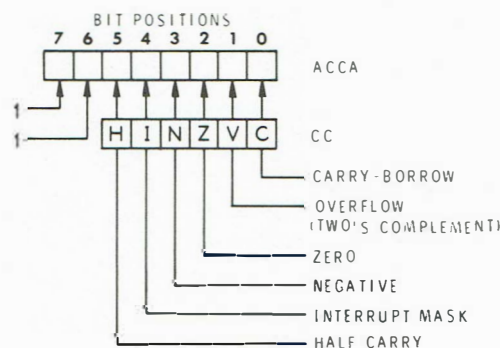 BIT POSITIONS
7 6 5 4 3 2 1 0
ACCA
1
1
H I N Z V C
CC
CARRY-BORROW
OVERFLOW
(TWO'S COMPLEMENT)
ZERO
NEGATIVE
INTERRUPT MASK
HALF CARRY